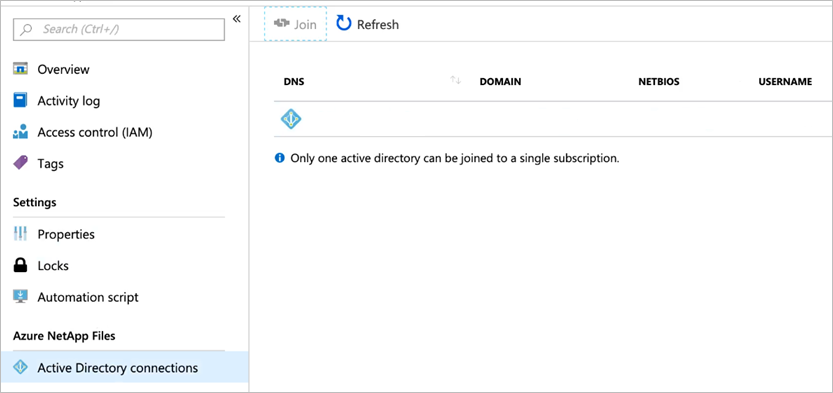 Search (Ctrl+/)
«
Overview
Activity log
Access control (IAM)
Tags
Settings
Properties
Locks
Automation script
Azure NetApp Files
Active Directory connections
Join Refresh
DNS DOMAIN NETBIOS USERNAME
Only one active directory can be joined to a single subscription.